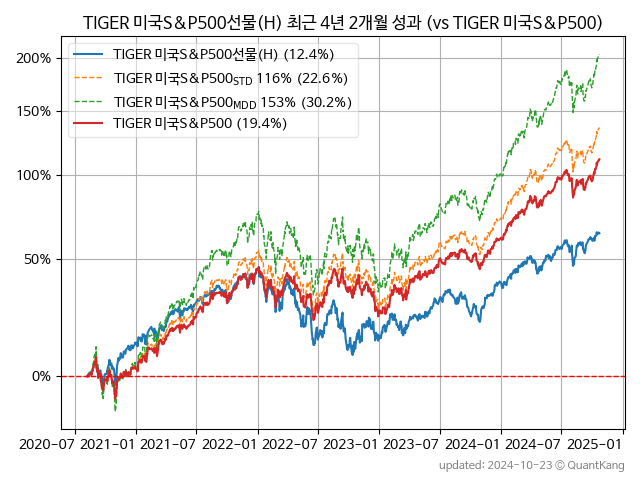 TIGER 미국S&P500선물(H) 최근 4년 2개월 성과 (vs TIGER 미국S&P500)
TIGER 미국S&P500선물(H) (12.4%)
TIGER 미국S&P500STD 116% (22.6%)
TIGER 미국S&P500MDD 153% (30.2%)
TIGER 미국S&P500 (19.4%)
200%
150%
100%
50%
0%
2020-07 2021-01 2021-07 2022-01 2022-07 2023-01 2023-07 2024-01 2024-07 2025-01
updated: 2024-10-23 © QuantKang